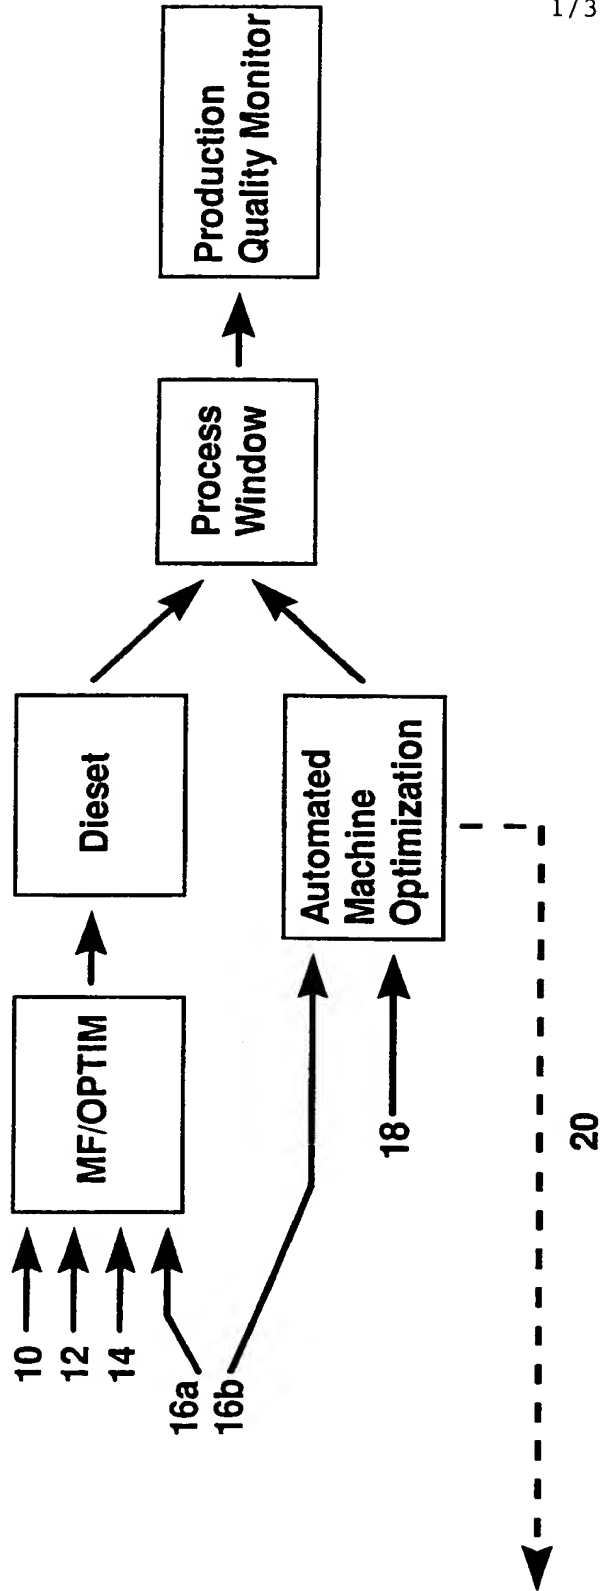 1/3
10
12
14
16a
16b
MF/OPTIM
Dieset
18
Automated
Machine
Optimization
Process
Window
Production
Quality Monitor
20